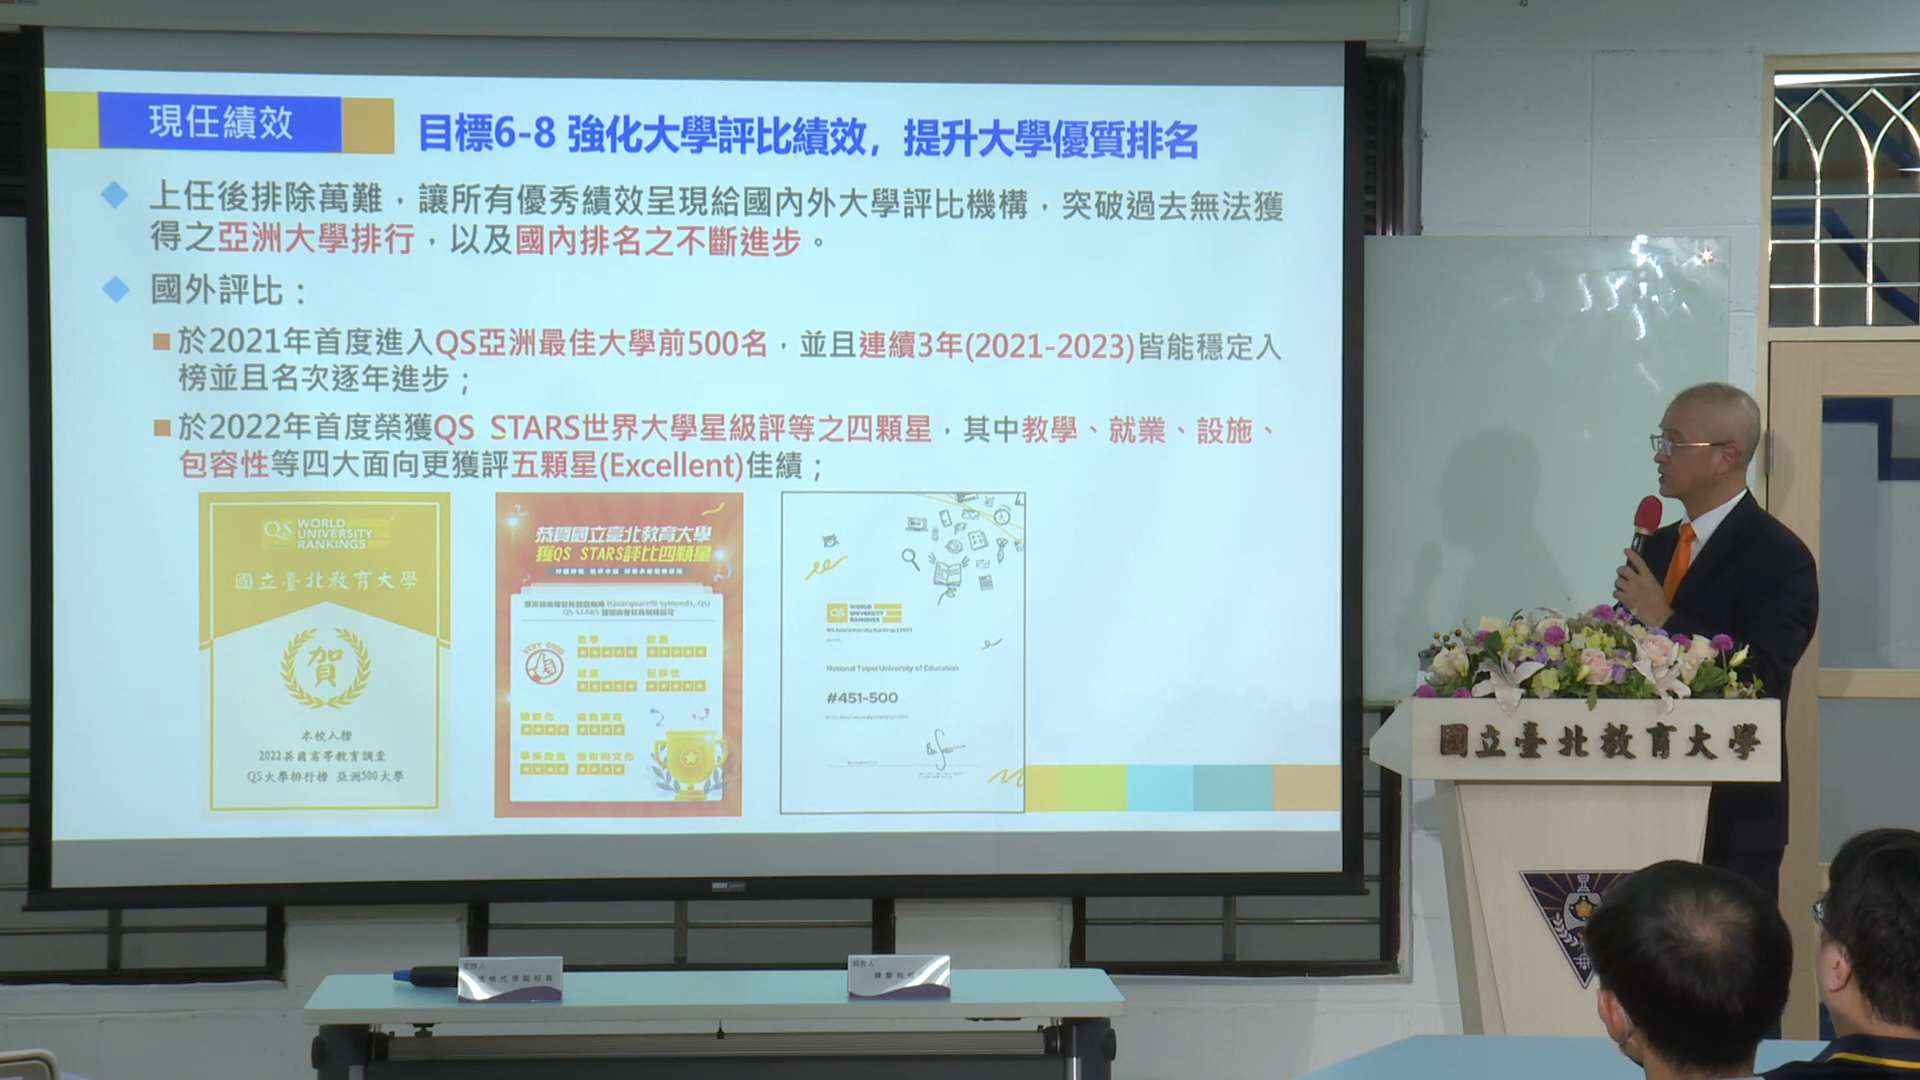 現任績效
目標6-8 強化大學評比績效，提升大學優質排名
上任後排除萬難，讓所有優秀績效呈現給國內外大學評比機構，突破過去無法獲
得之亞洲大學排行，以及國內排名之不斷進步。
國外評比：
於2021年首度進入QS亞洲最佳大學前500名，並且連續3年(2021-2023)皆能穩定入
榜並且名次逐年進步；
於2022年首度榮獲QS STARS世界大學星級評等之四顆星，其中教學、就業、設施、
包容性等四大面向更獲評五顆星(Excellent)佳績；
QS WORLD
UNIVERSITY
RANKINGS
國立臺北教育大學
賀
本校入榜
2022英國高等教育調查
QS大學排行榜 亞洲500大學
恭賀國立臺北教育大學
獲QS STARS評比四顆星
VERY GOOD
教學
QS WORLD
UNIVERSITY
RANKINGS
National Taipei University of Education
#451-500
國立臺北教育大學